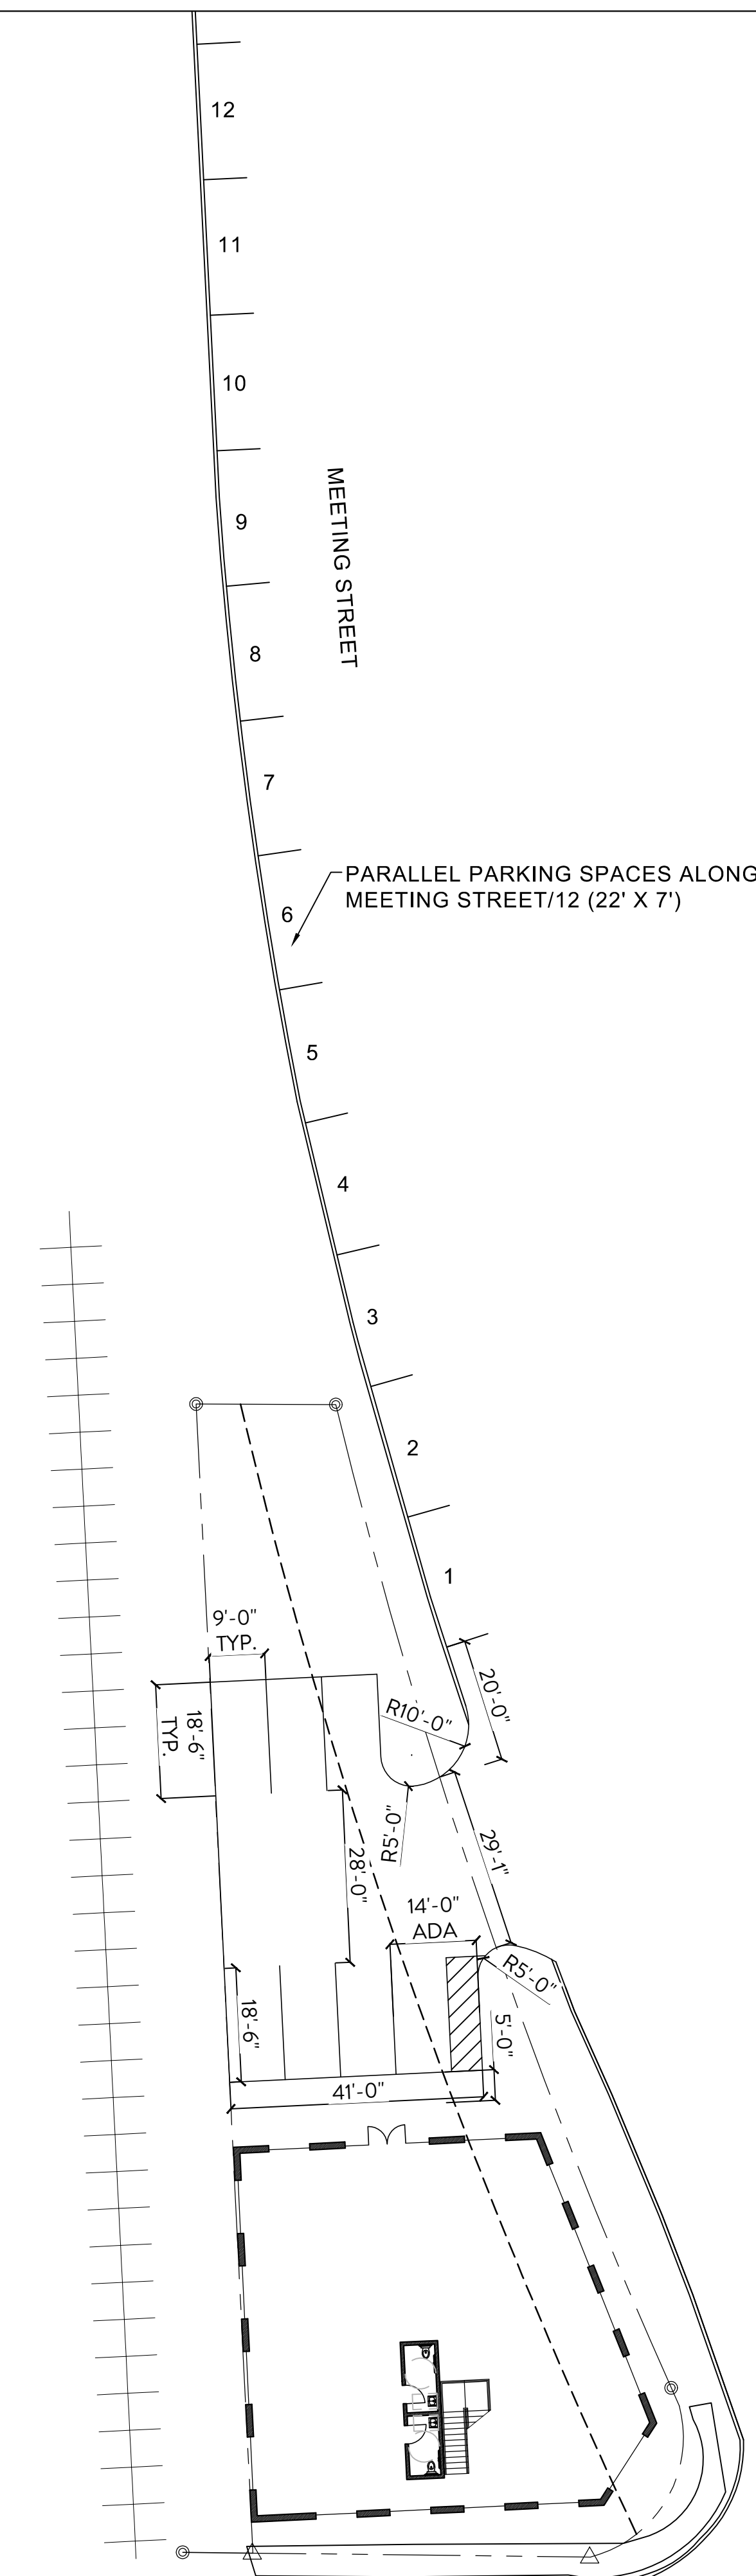 12
11
10
9
MEETING STREET
8
7
PARALLEL PARKING SPACES ALONG
MEETING STREET/12 (22' X 7')
6
5
4
3
2
1
9'-0"
TYP.
20'-0"
18'-6"
TYP.
R10'-0"
R5'-0"
29'-1"
28'-0"
14'-0"
ADA
R5'-0"
18'-6"
5'-0"
41'-0"